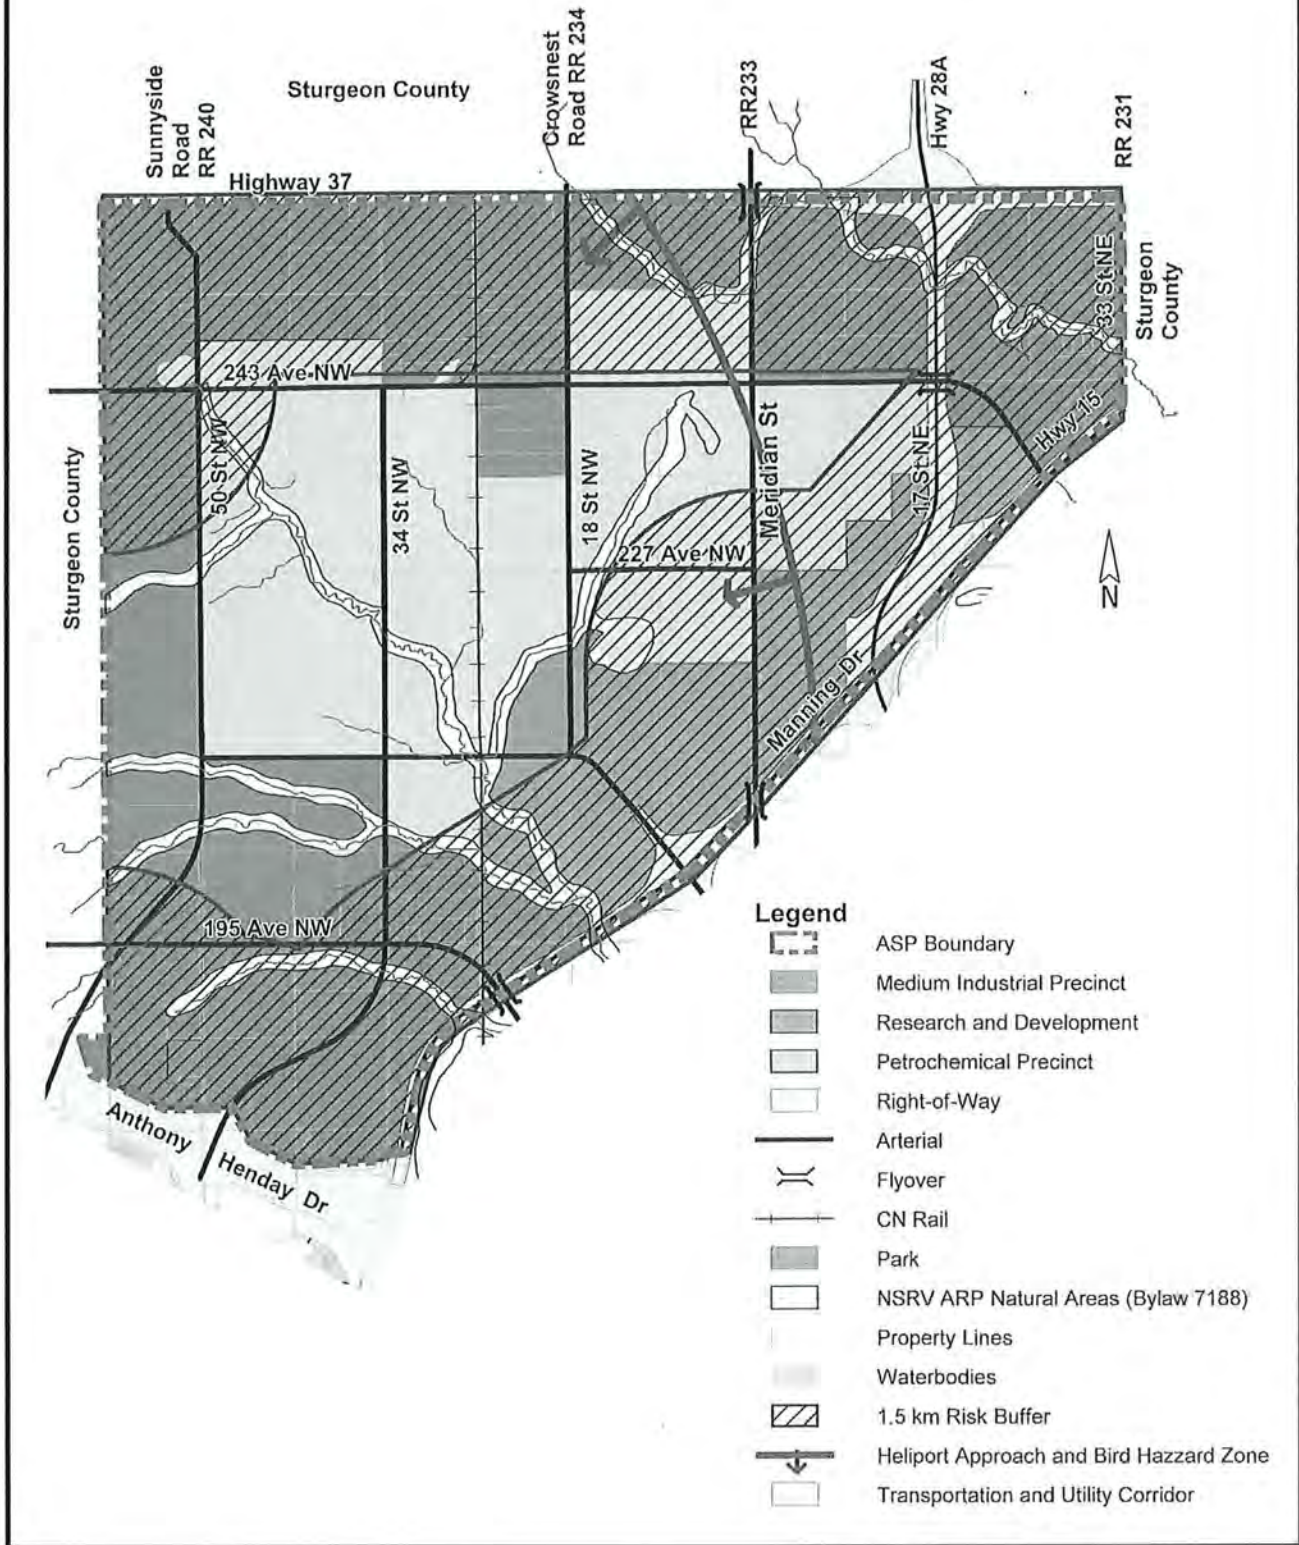 Sturgeon County
Sunnyside
Road
RR 240
Crowsnest
Road RR 234
RR233
Hwy 28A
RR 231
Highway 37
33 St NE
Sturgeon
County
243 Ave NW
Hwy 15
50 St NW
34 St NW
18 St NW
Meridian St
17 St NE
Sturgeon County
227 Ave NW
N
Manning Dr
195 Ave NW
Anthony
Henday Dr
Legend
ASP Boundary
Medium Industrial Precinct
Research and Development
Petrochemical Precinct
Right-of-Way
Arterial
Flyover
CN Rail
Park
NSRV ARP Natural Areas (Bylaw 7188)
Property Lines
Waterbodies
1.5 km Risk Buffer
Heliport Approach and Bird Hazzard Zone
Transportation and Utility Corridor